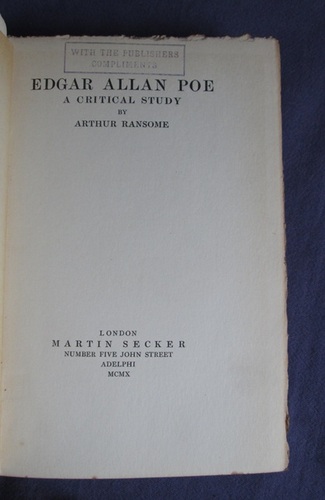 WITH THE PUBLISHERS
COMPLIMENTS
EDGAR ALLAN POE
A CRITICAL STUDY
BY
ARTHUR RANSOME
LONDON
MARTIN SECKER
NUMBER FIVE JOHN STREET
ADELPHI
MCMX